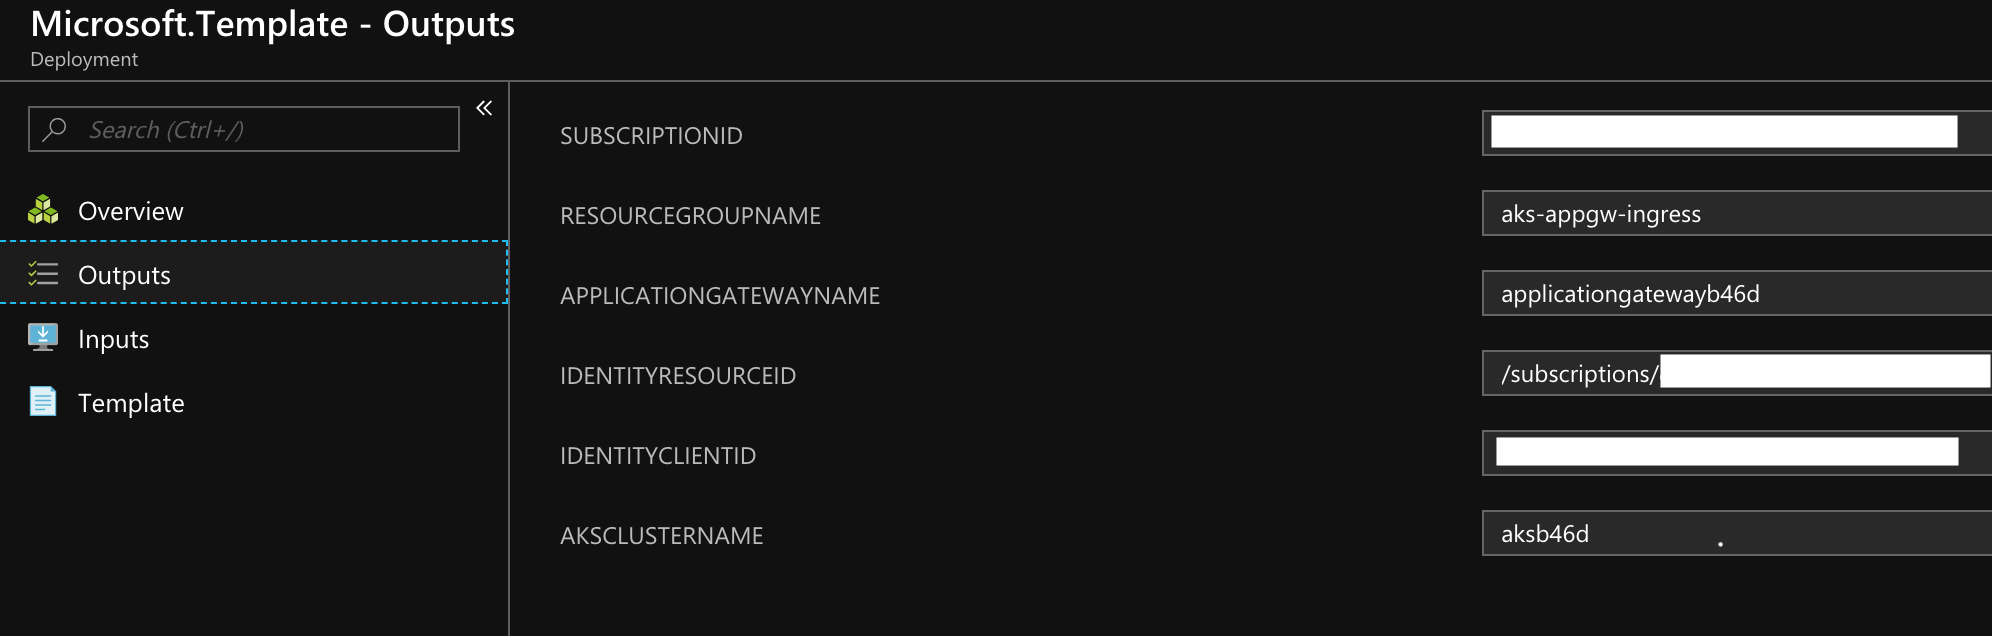 Microsoft.Template - Outputs
Deployment
Search (Ctrl+/)
Overview
Outputs
Inputs
Template
SUBSCRIPTIONID
RESOURCEGROUPNAME
aks-appgw-ingress
APPLICATIONGATEWAYNAME
applicationgatewayb46d
IDENTITYRESOURCEID
/subscriptions/
IDENTITYCLIENTID
AKSCLUSTERNAME
aksb46d